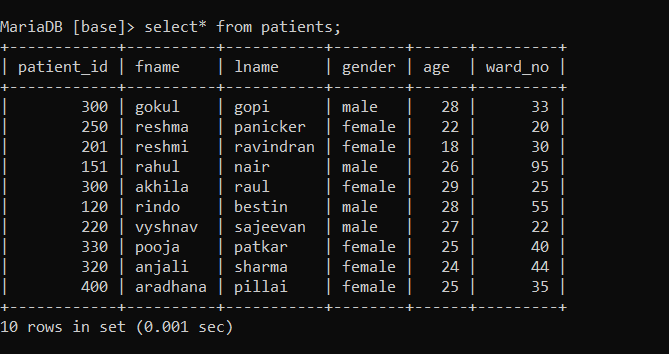 MariaDB [base]> select* from patients;
+------------+----------+-----------+--------+------+---------+
| patient_id | fname    | lname     | gender | age  | ward_no |
+------------+----------+-----------+--------+------+---------+
|        300 | gokul    | gopi      | male   |   28 |      33 |
|        250 | reshma   | panicker  | female |   22 |      20 |
|        201 | reshmi   | ravindran | female |   18 |      30 |
|        151 | rahul    | nair      | male   |   26 |      95 |
|        300 | akhila   | raul      | female |   29 |      25 |
|        120 | rindo    | bestin    | male   |   28 |      55 |
|        220 | vyshnav  | sajeevan  | male   |   27 |      22 |
|        330 | pooja    | patkar    | female |   25 |      40 |
|        320 | anjali   | sharma    | female |   24 |      44 |
|        400 | aradhana | pillai    | female |   25 |      35 |
+------------+----------+-----------+--------+------+---------+
10 rows in set (0.001 sec)